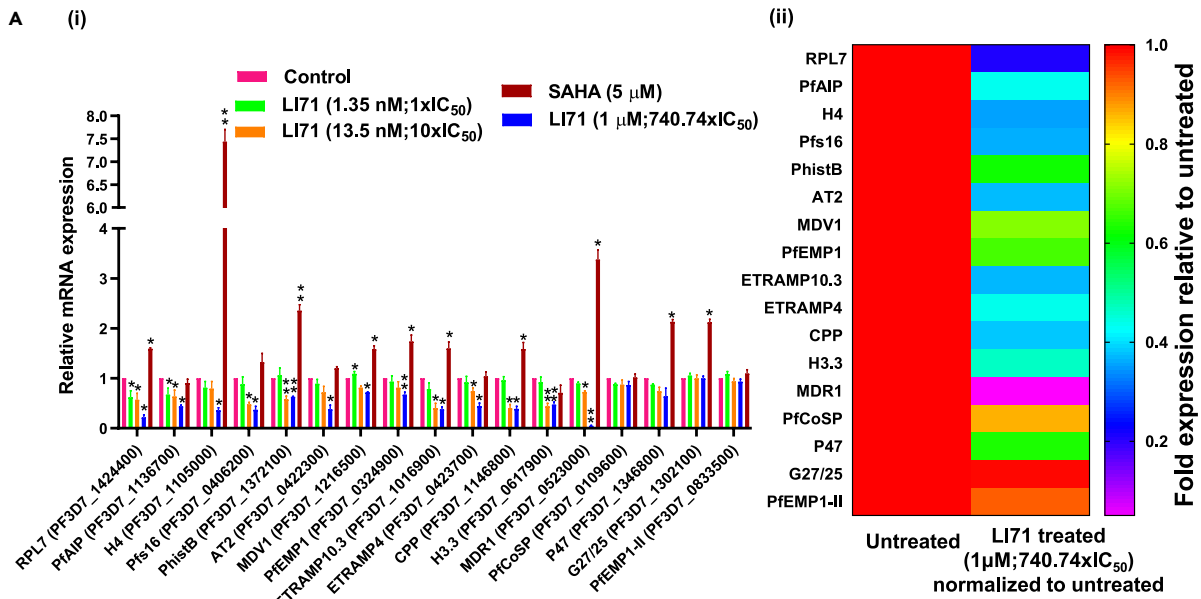 A
(i)
Control
LI71 (1.35 nM;1xIC50)
LI71 (13.5 nM;10xIC50)
SAHA (5 μM)
LI71 (1 μM;740.74xIC50)
Relative mRNA expression
8.0
7.5
7.0
6.5
6.0
4
3
2
1
0
RPL7 (PF3D7_1424400)
PfAIP (PF3D7_1136700)
H4 (PF3D7_1105000)
Pfs16 (PF3D7_0406200)
PhistB (PF3D7_1372100)
AT2 (PF3D7_0422300)
MDV1 (PF3D7_1216500)
PfEMP1 (PF3D7_0324900)
ETRAMP10.3 (PF3D7_1016900)
ETRAMP4 (PF3D7_0423700)
CPP (PF3D7_1146800)
H3.3 (PF3D7_0617900)
MDR1 (PF3D7_0523000)
PfCoSP (PF3D7_0109600)
P47 (PF3D7_1346800)
G27/25 (PF3D7_1302100)
PfEMP1-II (PF3D7_0833500)
(ii)
RPL7
PfAIP
H4
Pfs16
PhistB
AT2
MDV1
PfEMP1
ETRAMP10.3
ETRAMP4
CPP
H3.3
MDR1
PfCoSP
P47
G27/25
PfEMP1-II
Untreated
LI71 treated
(1μM;740.74xIC50)
normalized to untreated
1.0
0.8
0.6
0.4
0.2
Fold expression relative to untreated